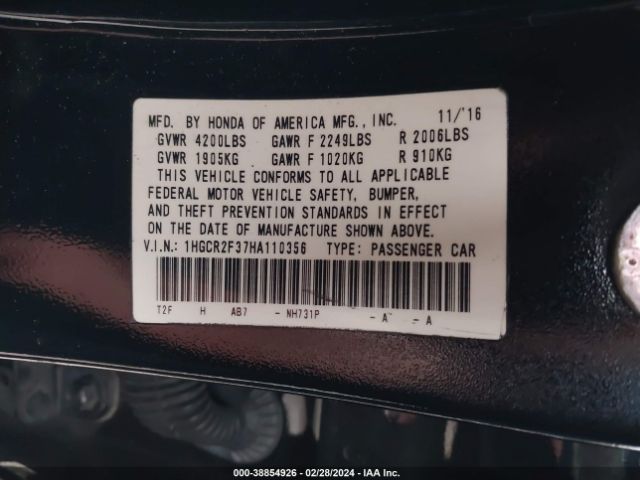 MFD. BY HONDA OF AMERICA MFG., INC. 11/'16
GVWR 4200LBS GAWR F 2249LBS R 2006LBS
GVWR 1905KG GAWR F 1020KG R 910KG
THIS VEHICLE CONFORMS TO ALL APPLICABLE
FEDERAL MOTOR VEHICLE SAFETY, BUMPER,
AND THEFT PREVENTION STANDARDS IN EFFECT
ON THE DATE OF MANUFACTURE SHOWN ABOVE.
V.I.N.: 1HGCR2F37HA110356 TYPE: PASSENGER CAR
T2F H AB7 - NH731P - A - A
000-38854926 - 02/28/2024 - IAA Inc.